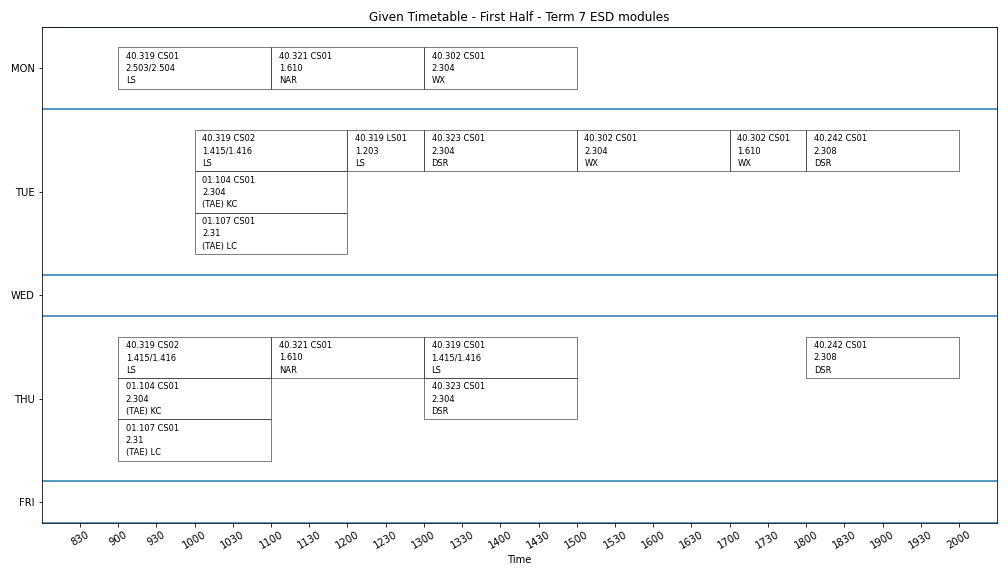 Given Timetable - First Half - Term 7 ESD modules
MON
40.319 CS01
2.503/2.504
LS
40.321 CS01
1.610
NAR
40.302 CS01
2.304
WX
TUE
40.319 CS02
1.415/1.416
LS
40.319 LS01
1.203
LS
40.323 CS01
2.304
DSR
40.302 CS01
2.304
WX
40.302 CS01
1.610
WX
40.242 CS01
2.308
DSR
01.104 CS01
2.304
(TAE) KC
01.107 CS01
2.31
(TAE) LC
WED
THU
40.319 CS02
1.415/1.416
LS
40.321 CS01
1.610
NAR
40.319 CS01
1.415/1.416
LS
40.242 CS01
2.308
DSR
01.104 CS01
2.304
(TAE) KC
40.323 CS01
2.304
DSR
01.107 CS01
2.31
(TAE) LC
FRI
830 900 930 1000 1030 1100 1130 1200 1230 1300 1330 1400 1430 1500 1600 1630 1700 1730 1800 1830 1900 1930 2000
Time